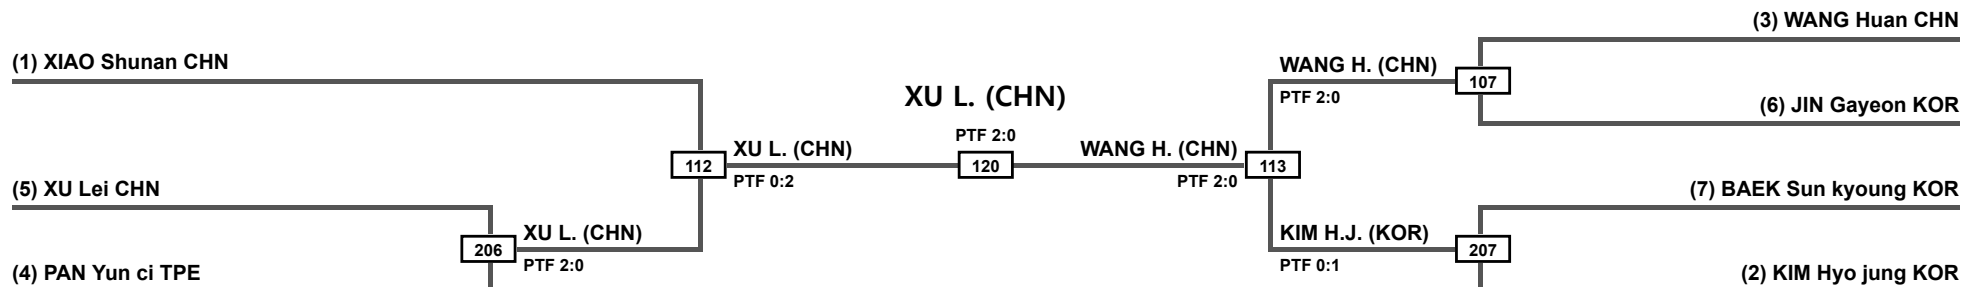 (3) WANG Huan CHN
(1) XIAO Shunan CHN
WANG H. (CHN)
107
PTF 2:0
XU L. (CHN)
(6) JIN Gayeon KOR
PTF 2:0
XU L. (CHN)
120
WANG H. (CHN)
112
113
PTF 0:2
PTF 2:0
(5) XU Lei CHN
(7) BAEK Sun kyoung KOR
XU L. (CHN)
KIM H.J. (KOR)
206
207
PTF 2:0
PTF 0:1
(4) PAN Yun ci TPE
(2) KIM Hyo jung KOR